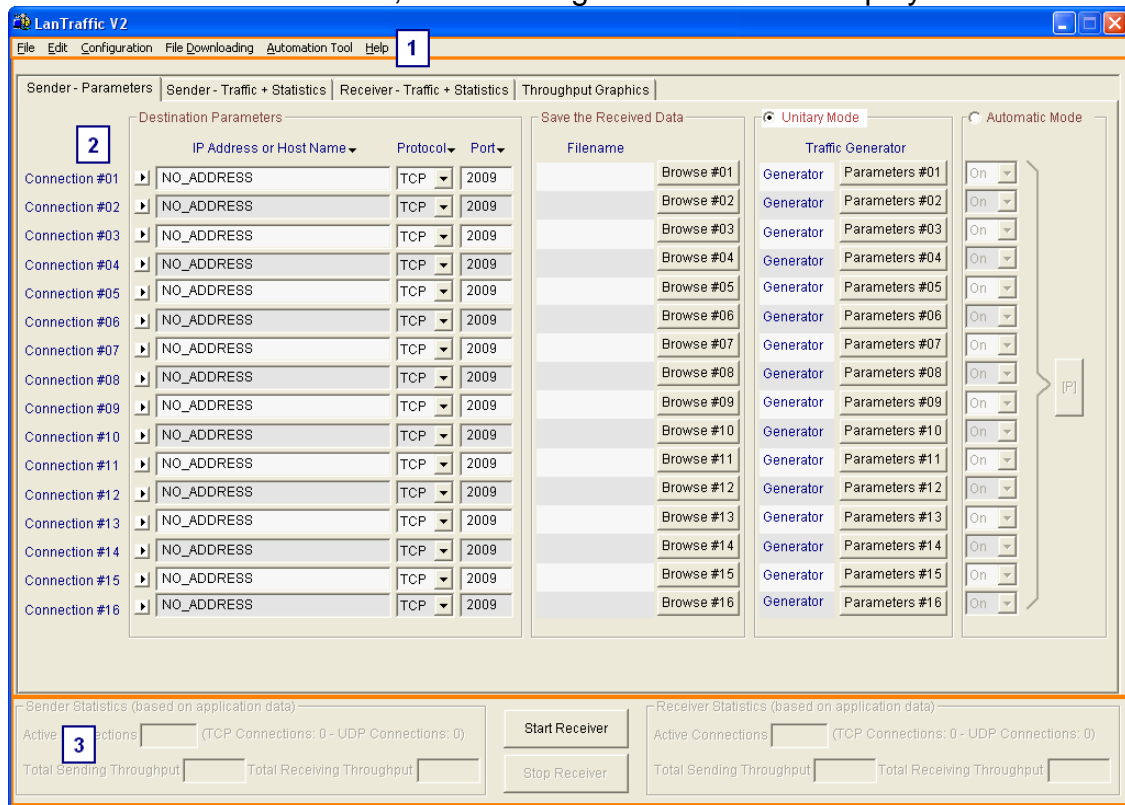 LanTraffic V2
File Edit Configuration File Downloading Automation Tool Help
1
Sender - Parameters Sender - Traffic + Statistics Receiver - Traffic + Statistics Throughput Graphics
Destination Parameters Save the Received Data Unitary Mode Automatic Mode
2
IP Address or Host Name Protocol Port Filename Traffic Generator
Connection #01 NO_ADDRESS TCP 2009 Browse #01 Generator Parameters #01 On
Connection #02 NO_ADDRESS TCP 2009 Browse #02 Generator Parameters #02 On
Connection #03 NO_ADDRESS TCP 2009 Browse #03 Generator Parameters #03 On
Connection #04 NO_ADDRESS TCP 2009 Browse #04 Generator Parameters #04 On
Connection #05 NO_ADDRESS TCP 2009 Browse #05 Generator Parameters #05 On
Connection #06 NO_ADDRESS TCP 2009 Browse #06 Generator Parameters #06 On
Connection #07 NO_ADDRESS TCP 2009 Browse #07 Generator Parameters #07 On
Connection #08 NO_ADDRESS TCP 2009 Browse #08 Generator Parameters #08 On
[P]
Connection #09 NO_ADDRESS TCP 2009 Browse #09 Generator Parameters #09 On
Connection #10 NO_ADDRESS TCP 2009 Browse #10 Generator Parameters #10 On
Connection #11 NO_ADDRESS TCP 2009 Browse #11 Generator Parameters #11 On
Connection #12 NO_ADDRESS TCP 2009 Browse #12 Generator Parameters #12 On
Connection #13 NO_ADDRESS TCP 2009 Browse #13 Generator Parameters #13 On
Connection #14 NO_ADDRESS TCP 2009 Browse #14 Generator Parameters #14 On
Connection #15 NO_ADDRESS TCP 2009 Browse #15 Generator Parameters #15 On
Connection #16 NO_ADDRESS TCP 2009 Browse #16 Generator Parameters #16 On
Sender Statistics (based on application data) Receiver Statistics (based on application data)
Active 3 ections (TCP Connections: 0 - UDP Connections: 0) Start Receiver Active Connections (TCP Connections: 0 - UDP Connections: 0)
Total Sending Throughput Total Receiving Throughput Stop Receiver Total Sending Throughput Total Receiving Throughput